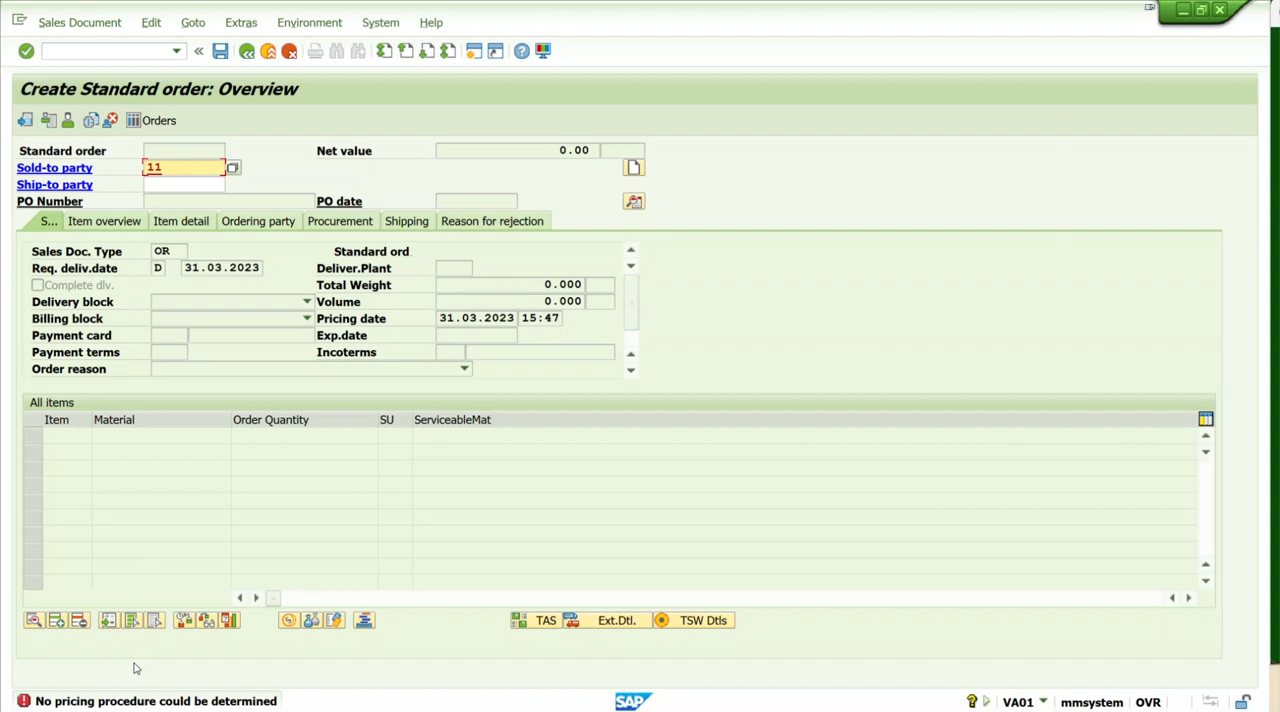 Sales Document Edit Goto Extras Environment System Help
Create Standard order: Overview
Orders
Standard order Net value 0.00
Sold-to party 11
Ship-to party
PO Number PO date
S... Item overview Item detail Ordering party Procurement Shipping Reason for rejection
Sales Doc. Type OR Standard ord
Req. deliv.date D 31.03.2023 Deliver.Plant
Complete dlv. Total Weight 0.000
Delivery block Volume 0.000
Billing block Pricing date 31.03.2023 15:47
Payment card Exp.date
Payment terms Incoterms
Order reason
All items
Item Material Order Quantity SU ServiceableMat
TAS Ext.Dtl. TSW Dtls
No pricing procedure could be determined SAP VA01 mmsystem OVR